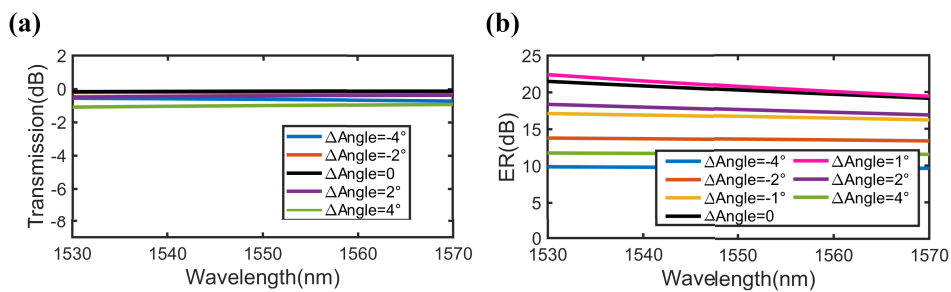 (a)
Transmission(dB)
2
0
-2
-4
-6
-8
1530
1540
1550
1560
1570
Wavelength(nm)
ΔAngle=-4°
ΔAngle=-2°
ΔAngle=0
ΔAngle=2°
ΔAngle=4°
(b)
ER(dB)
25
20
15
10
5
0
1530
1540
1550
1560
1570
Wavelength(nm)
ΔAngle=-4°
ΔAngle=-2°
ΔAngle=-1°
ΔAngle=0
ΔAngle=1°
ΔAngle=2°
ΔAngle=4°